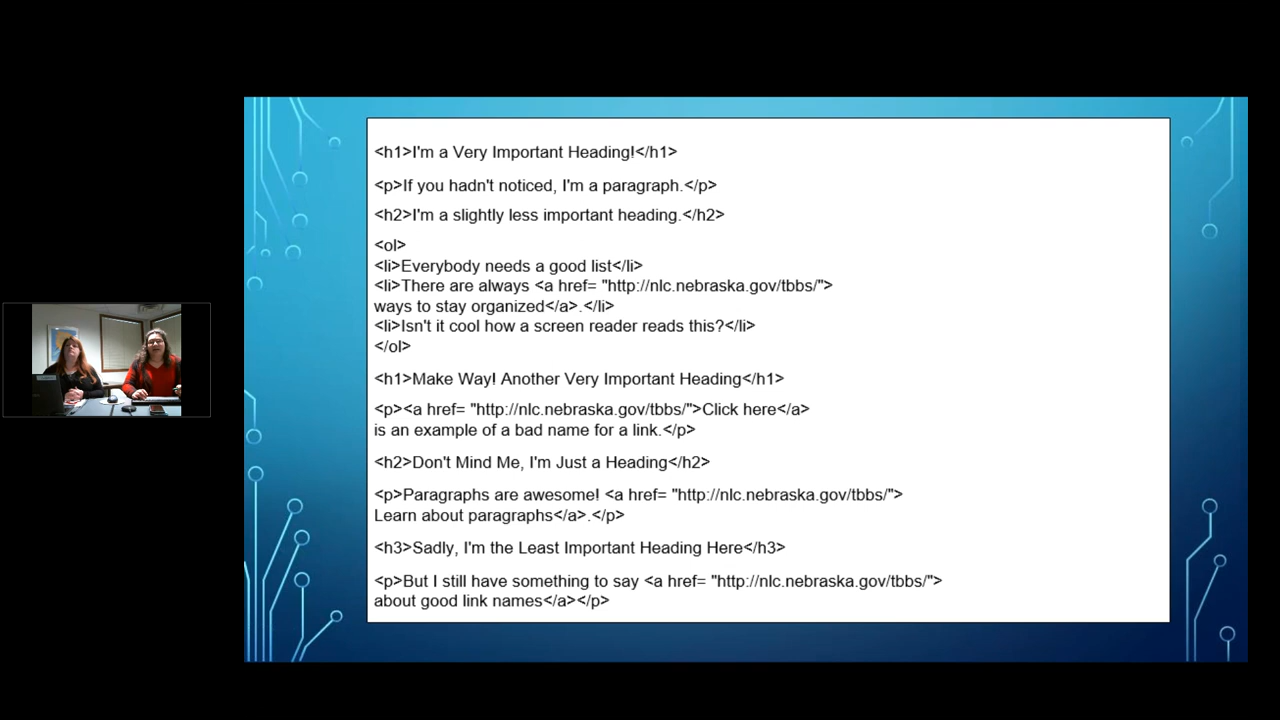 <h1>I'm a Very Important Heading!</h1>
<p>If you hadn't noticed, I'm a paragraph.</p>
<h2>I'm a slightly less important heading.</h2>
<ol>
<li>Everybody needs a good list</li>
<li>There are always <a href= "http://nlc.nebraska.gov/tbbs/">
ways to stay organized</a>.</li>
<li>Isn't it cool how a screen reader reads this?</li>
</ol>
<h1>Make Way! Another Very Important Heading</h1>
<p><a href= "http://nlc.nebraska.gov/tbbs/">Click here</a>
is an example of a bad name for a link.</p>
<h2>Don't Mind Me, I'm Just a Heading</h2>
<p>Paragraphs are awesome! <a href= "http://nlc.nebraska.gov/tbbs/">
Learn about paragraphs</a>.</p>
<h3>Sadly, I'm the Least Important Heading Here</h3>
<p>But I still have something to say <a href= "http://nlc.nebraska.gov/tbbs/">
about good link names</a></p>